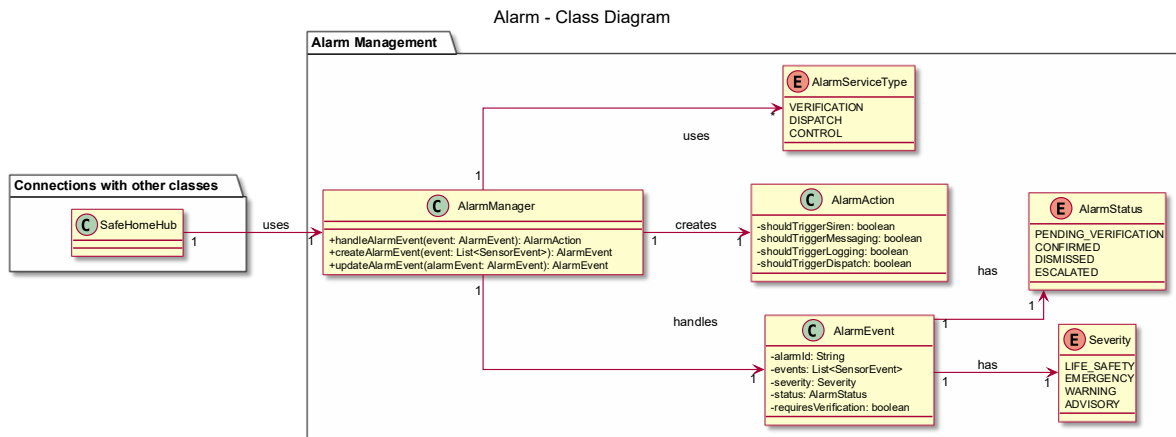 Alarm - Class Diagram
Alarm Management
E AlarmServiceType
VERIFICATION
DISPATCH
CONTROL
*
uses
1
Connections with other classes
C SafeHomeHub
1
uses
1
C AlarmManager
+handleAlarmEvent(event: AlarmEvent): AlarmAction
+createAlarmEvent(event: List<SensorEvent>): AlarmEvent
+updateAlarmEvent(alarmEvent: AlarmEvent): AlarmEvent
1
creates
1
C AlarmAction
-shouldTriggerSiren: boolean
-shouldTriggerMessaging: boolean
-shouldTriggerLogging: boolean
-shouldTriggerDispatch: boolean
E AlarmStatus
PENDING_VERIFICATION
CONFIRMED
DISMISSED
ESCALATED
has
1
1
1
handles
1
C AlarmEvent
-alarmId: String
-events: List<SensorEvent>
-severity: Severity
-status: AlarmStatus
-requiresVerification: boolean
1
has
1
E Severity
LIFE_SAFETY
EMERGENCY
WARNING
ADVISORY